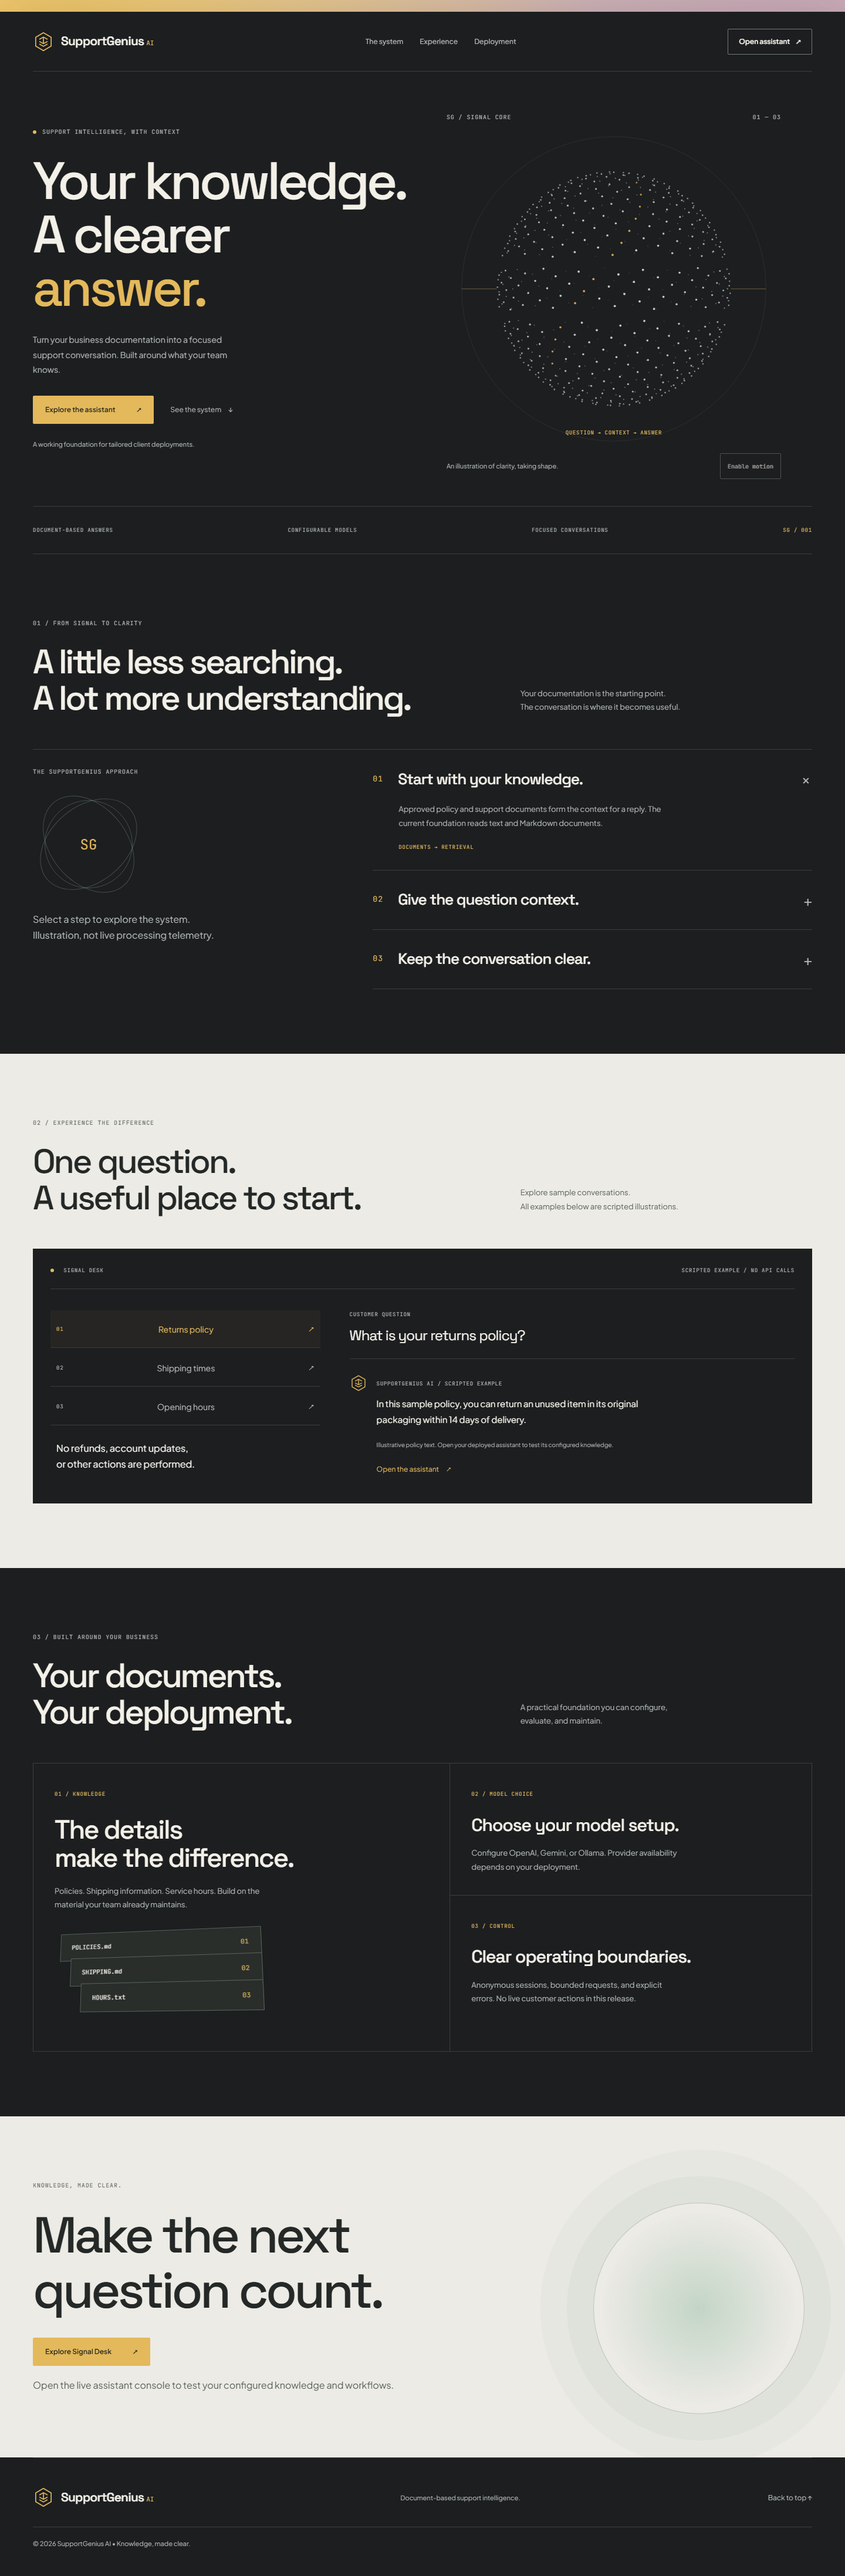 SupportGenius AI
The system
Experience
Deployment
Open assistant ↗
SUPPORT INTELLIGENCE, WITH CONTEXT
Your knowledge.
A clearer
answer.
Turn your business documentation into a focused
support conversation. Built around what your team
knows.
Explore the assistant ↗
See the system ↓
A working foundation for tailored client deployments.
SG / SIGNAL CORE
01 — 03
QUESTION → CONTEXT → ANSWER
An illustration of clarity, taking shape.
Enable motion
DOCUMENT-BASED ANSWERS
CONFIGURABLE MODELS
FOCUSED CONVERSATIONS
SG / 001
01 / FROM SIGNAL TO CLARITY
A little less searching.
A lot more understanding.
Your documentation is the starting point.
The conversation is where it becomes useful.
THE SUPPORTGENIUS APPROACH
SG
Select a step to explore the system.
Illustration, not live processing telemetry.
01 Start with your knowledge. ×
Approved policy and support documents form the context for a reply. The
current foundation reads text and Markdown documents.
DOCUMENTS → RETRIEVAL
02 Give the question context. +
03 Keep the conversation clear. +
02 / EXPERIENCE THE DIFFERENCE
One question.
A useful place to start.
Explore sample conversations.
All examples below are scripted illustrations.
SIGNAL DESK
SCRIPTED EXAMPLE / NO API CALLS
01 Returns policy ↗
02 Shipping times ↗
03 Opening hours ↗
No refunds, account updates,
or other actions are performed.
CUSTOMER QUESTION
What is your returns policy?
SUPPORTGENIUS AI / SCRIPTED EXAMPLE
In this sample policy, you can return an unused item in its original
packaging within 14 days of delivery.
Illustrative policy text. Open your deployed assistant to test its configured knowledge.
Open the assistant ↗
03 / BUILT AROUND YOUR BUSINESS
Your documents.
Your deployment.
A practical foundation you can configure,
evaluate, and maintain.
01 / KNOWLEDGE
The details
make the difference.
Policies. Shipping information. Service hours. Build on the
material your team already maintains.
POLICIES.md 01
SHIPPING.md 02
HOURS.txt 03
02 / MODEL CHOICE
Choose your model setup.
Configure OpenAI, Gemini, or Ollama. Provider availability
depends on your deployment.
03 / CONTROL
Clear operating boundaries.
Anonymous sessions, bounded requests, and explicit
errors. No live customer actions in this release.
KNOWLEDGE, MADE CLEAR.
Make the next
question count.
Explore Signal Desk ↗
Open the live assistant console to test your configured knowledge and workflows.
SupportGenius AI
Document-based support intelligence.
Back to top ↑
© 2026 SupportGenius AI • Knowledge, made clear.